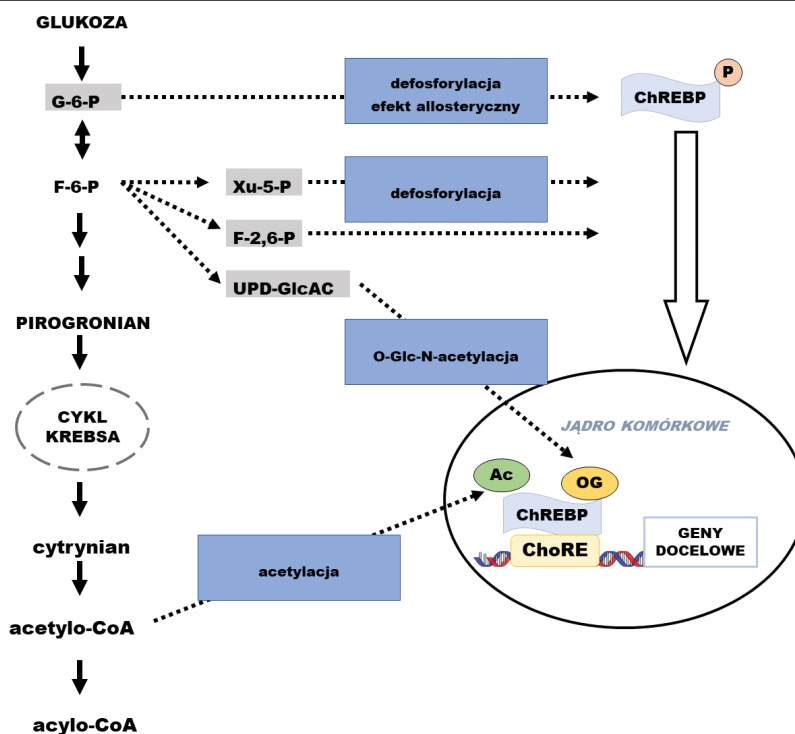 GLUKOZA
G-6-P
defosforylacja
efekt allosteryczny
P
ChREBP
F-6-P
Xu-5-P
defosforylacja
F-2,6-P
UPD-GlcAC
PIROGRONIAN
O-Glc-N-acetylacja
CYKL
KREBSA
JĄDRO KOMÓRKOWE
Ac
OG
ChREBP
ChoRE
GENY
DOCELOWE
cytrynian
acetylacja
acetylo-CoA
acylo-CoA